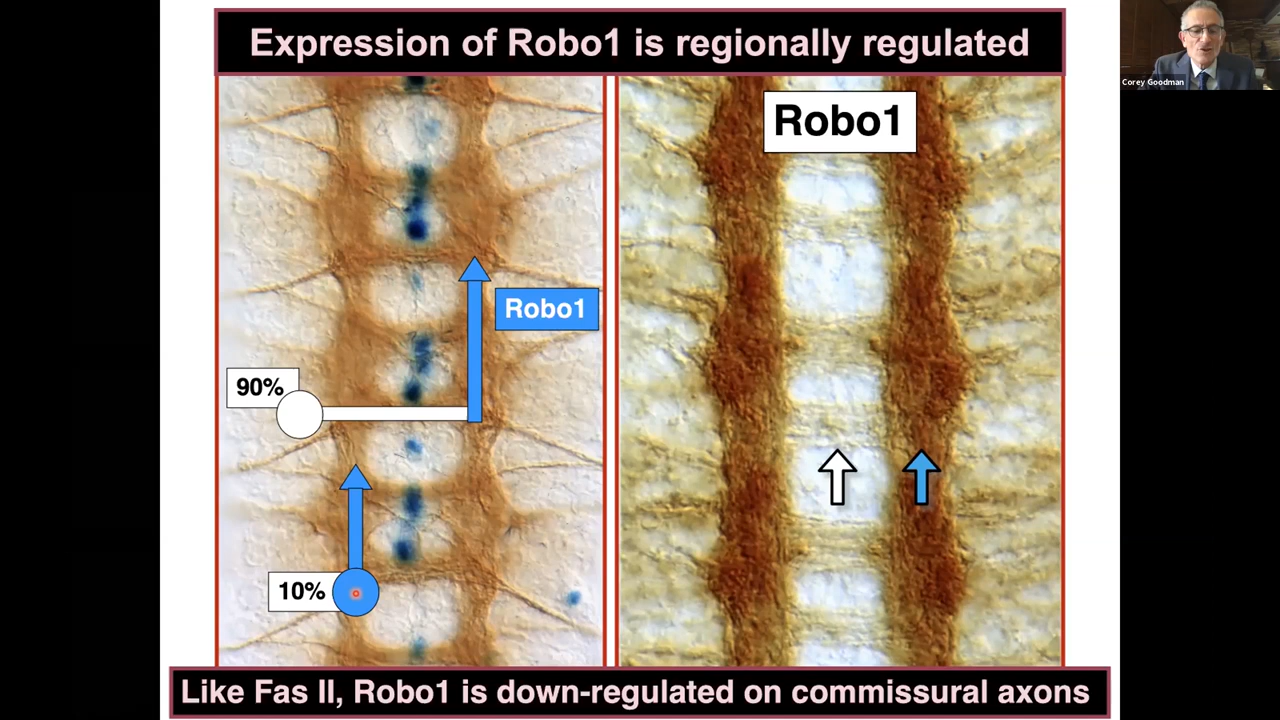 Expression of Robo1 is regionally regulated
Corey Goodman
Robo1
Robo1
90%
10%
Like Fas II, Robo1 is down-regulated on commissural axons